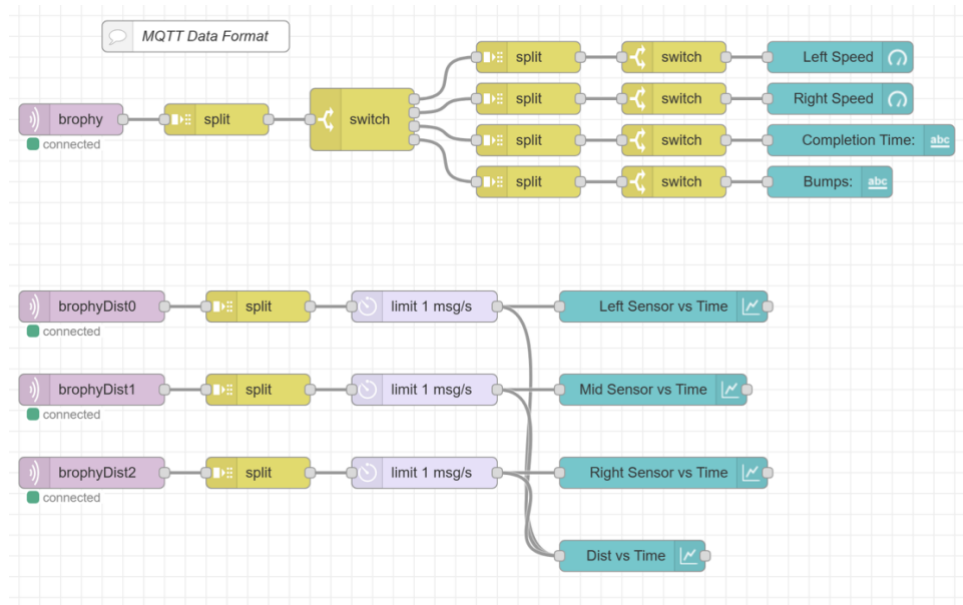 MQTT Data Format
split switch Left Speed
split switch Right Speed
brophy split switch
connected
split switch Completion Time: abc
split switch Bumps: abc
brophyDist0 split limit 1 msg/s Left Sensor vs Time
connected
brophyDist1 split limit 1 msg/s Mid Sensor vs Time
connected
brophyDist2 split limit 1 msg/s Right Sensor vs Time
connected
Dist vs Time